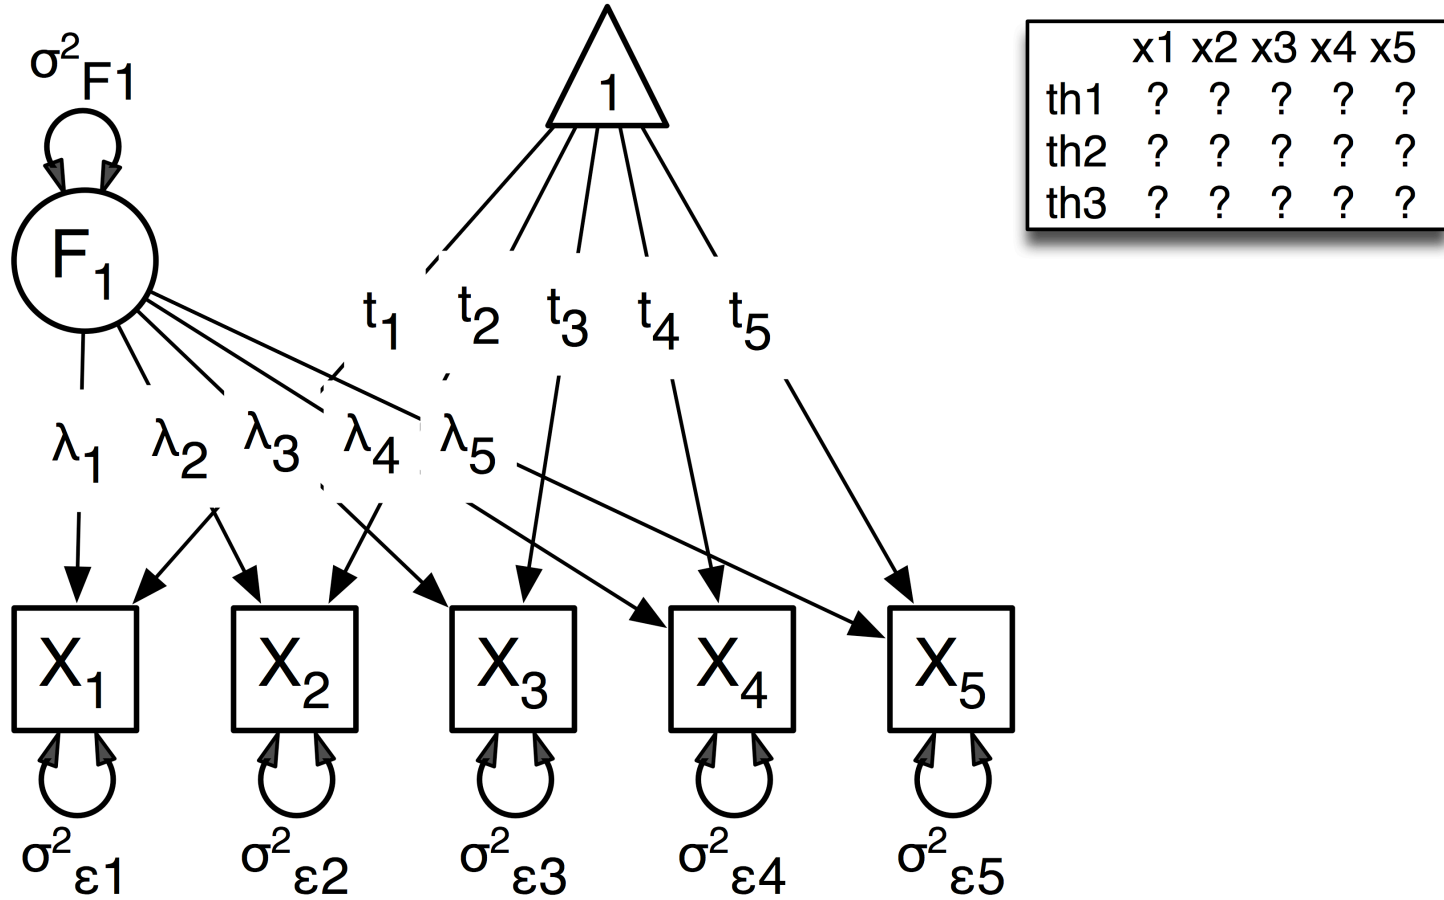 σ²F1
1
x1 x2 x3 x4 x5
th1 ? ? ? ? ?
th2 ? ? ? ? ?
th3 ? ? ? ? ?
F1
t1 t2 t3 t4 t5
λ1 λ2 λ3 λ4 λ5
X1 X2 X3 X4 X5
σ²ε1 σ²ε2 σ²ε3 σ²ε4 σ²ε5